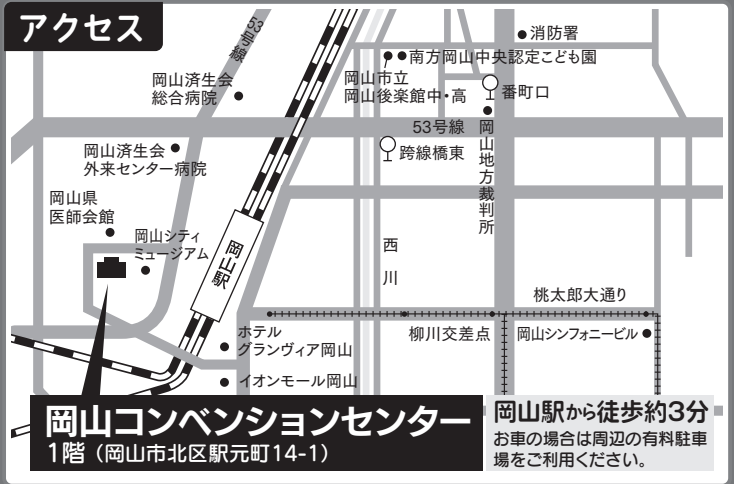 アクセス
53号線
消防署
南方岡山中央認定こども園
岡山市立
岡山後楽館中・高
番町口
岡山済生会
総合病院
53号線
岡山地方裁判所
跨線橋東
岡山済生会
外来センター病院
岡山県
医師会館
岡山シティ
ミュージアム
岡山駅
西川
桃太郎大通り
ホテル
グランヴィア岡山
柳川交差点
岡山シンフォニービル
イオンモール岡山
岡山コンベンションセンター
1階（岡山市北区駅元町14-1）
岡山駅から徒歩約3分
お車の場合は周辺の有料駐車
場をご利用ください。